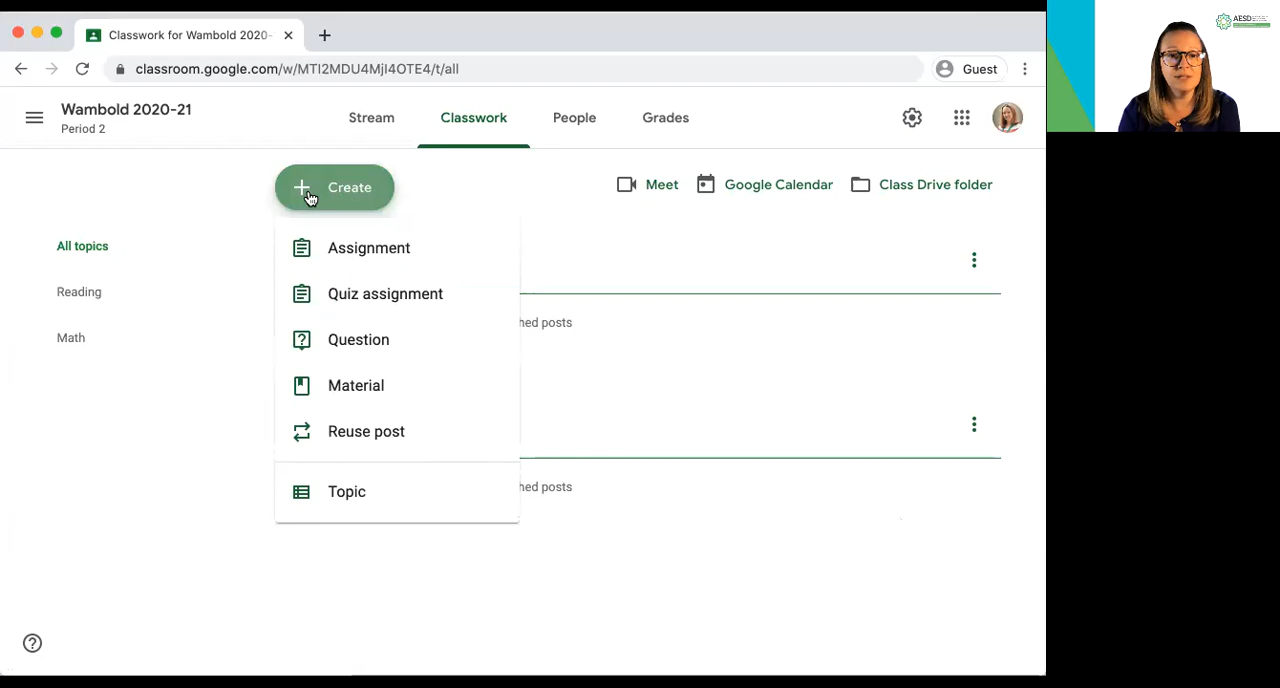 Classwork for Wambold 2020-
classroom.google.com/w/MTI2MDU4MjI4OTE4/t/all
Guest
Wambold 2020-21
Period 2
Stream
Classwork
People
Grades
Create
Meet
Google Calendar
Class Drive folder
All topics
Reading
Math
Assignment
Quiz assignment
Question
Material
Reuse post
Topic
hed posts
hed posts
AESD